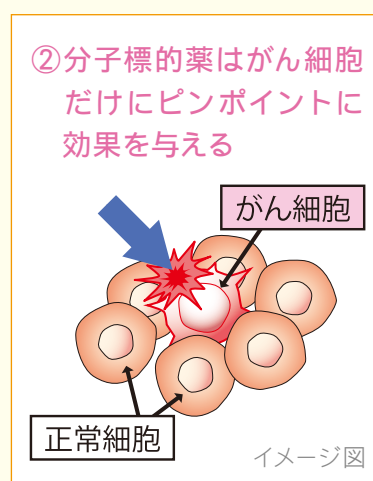 ②分子標的薬はがん細胞
だけにピンポイントに
効果を与える
がん細胞
正常細胞
イメージ図